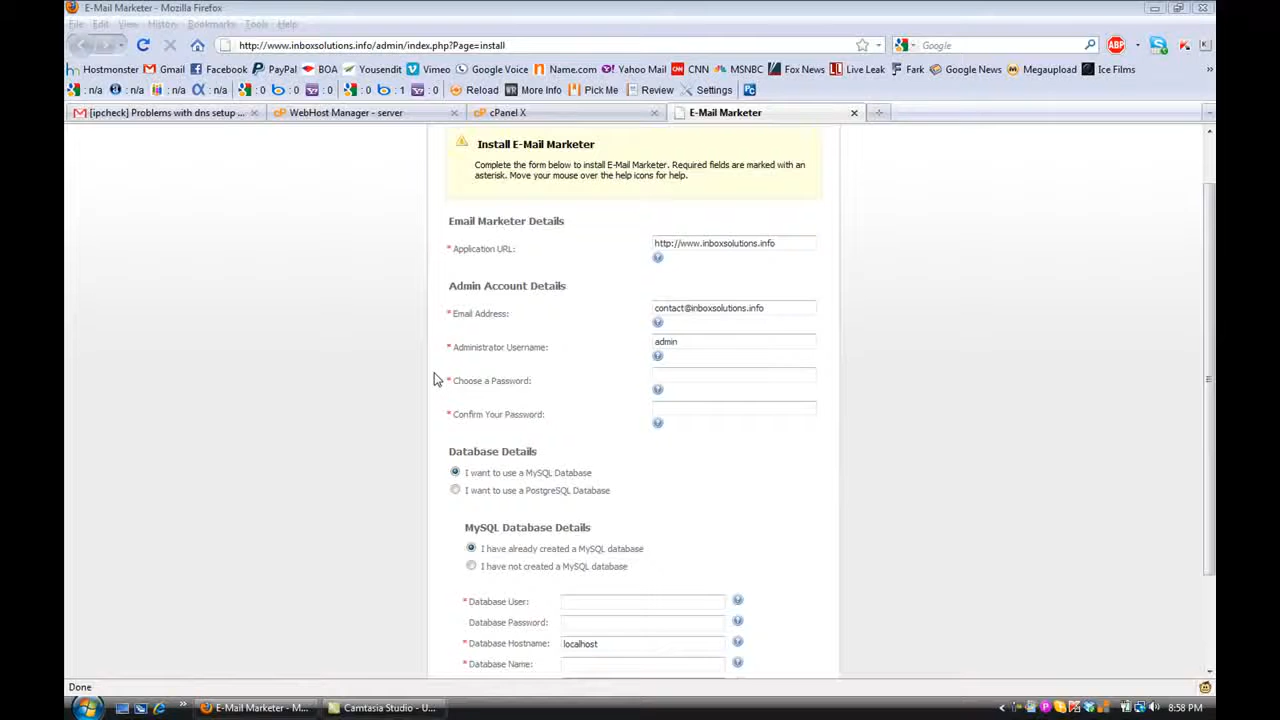 E-Mail Marketer - Mozilla Firefox
File Edit View History Bookmarks Tools Help
http://www.inboxsolutions.info/admin/index.php?Page=install
Google
ABP
Hostmonster Gmail Facebook PayPal BOA Yousendit Vimeo Google Voice Name.com Yahoo Mail CNN MSNBC Fox News Live Leak Fark Google News Megaupload Ice Films
: n/a : n/a : n/a : n/a : 0 : 0 : 0 : 0 : 1 : 0 Reload More Info Pick Me Review Settings
[ipcheck] Problems with dns setup ... WebHost Manager - server cPanel X E-Mail Marketer
Install E-Mail Marketer
Complete the form below to install E-Mail Marketer. Required fields are marked with an
asterisk. Move your mouse over the help icons for help.
Email Marketer Details
* Application URL: http://www.inboxsolutions.info
Admin Account Details
* Email Address: contact@inboxsolutions.info
* Administrator Username: admin
* Choose a Password:
* Confirm Your Password:
Database Details
I want to use a MySQL Database
I want to use a PostgreSQL Database
MySQL Database Details
I have already created a MySQL database
I have not created a MySQL database
* Database User:
Database Password:
* Database Hostname: localhost
* Database Name:
Done
E-Mail Marketer - M... Camtasia Studio - U... 8:58 PM